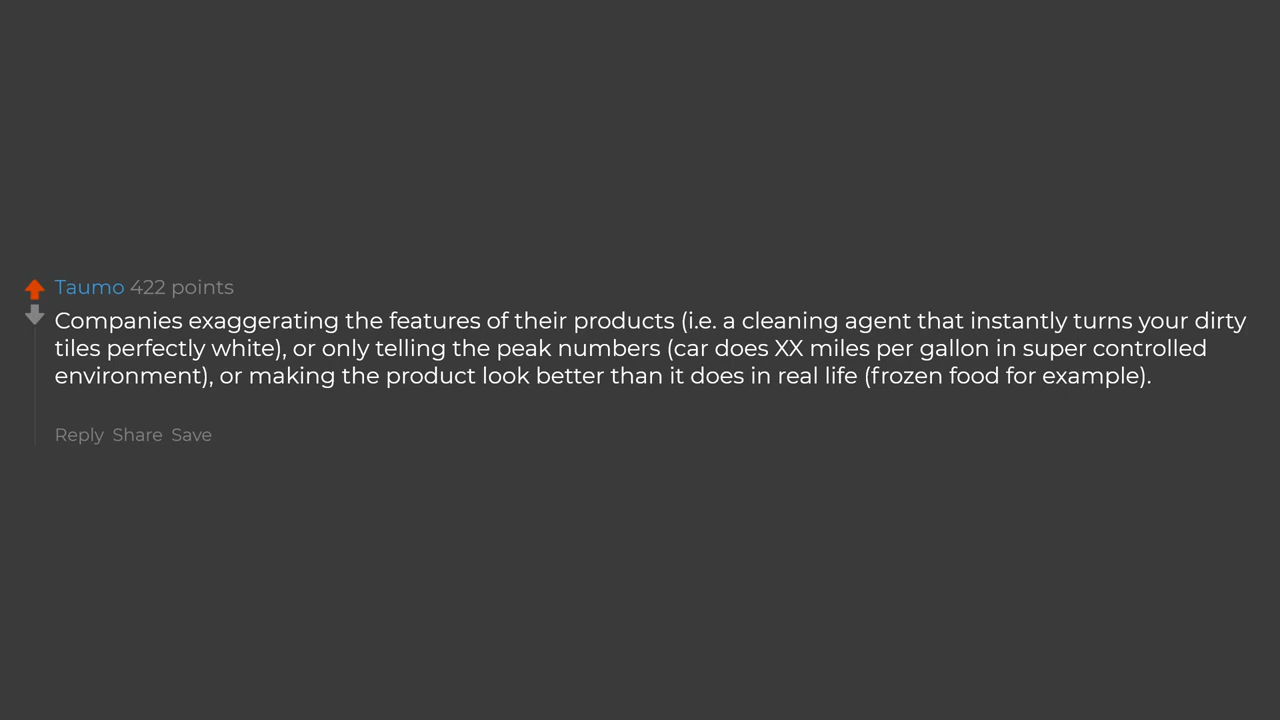 Taumo 422 points
Companies exaggerating the features of their products (i.e. a cleaning agent that instantly turns your dirty
tiles perfectly white), or only telling the peak numbers (car does XX miles per gallon in super controlled
environment), or making the product look better than it does in real life (frozen food for example).
Reply Share Save